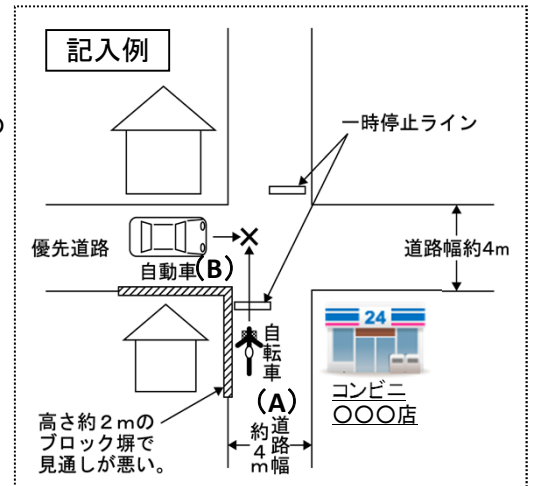 記入例
の
一時停止ライン
優先道路
自動車(B)
道路幅約4m
24
自転車
コンビニ
〇〇〇店
(A)
道路幅
約4m
高さ約2mの
ブロック塀で
見通しが悪い。